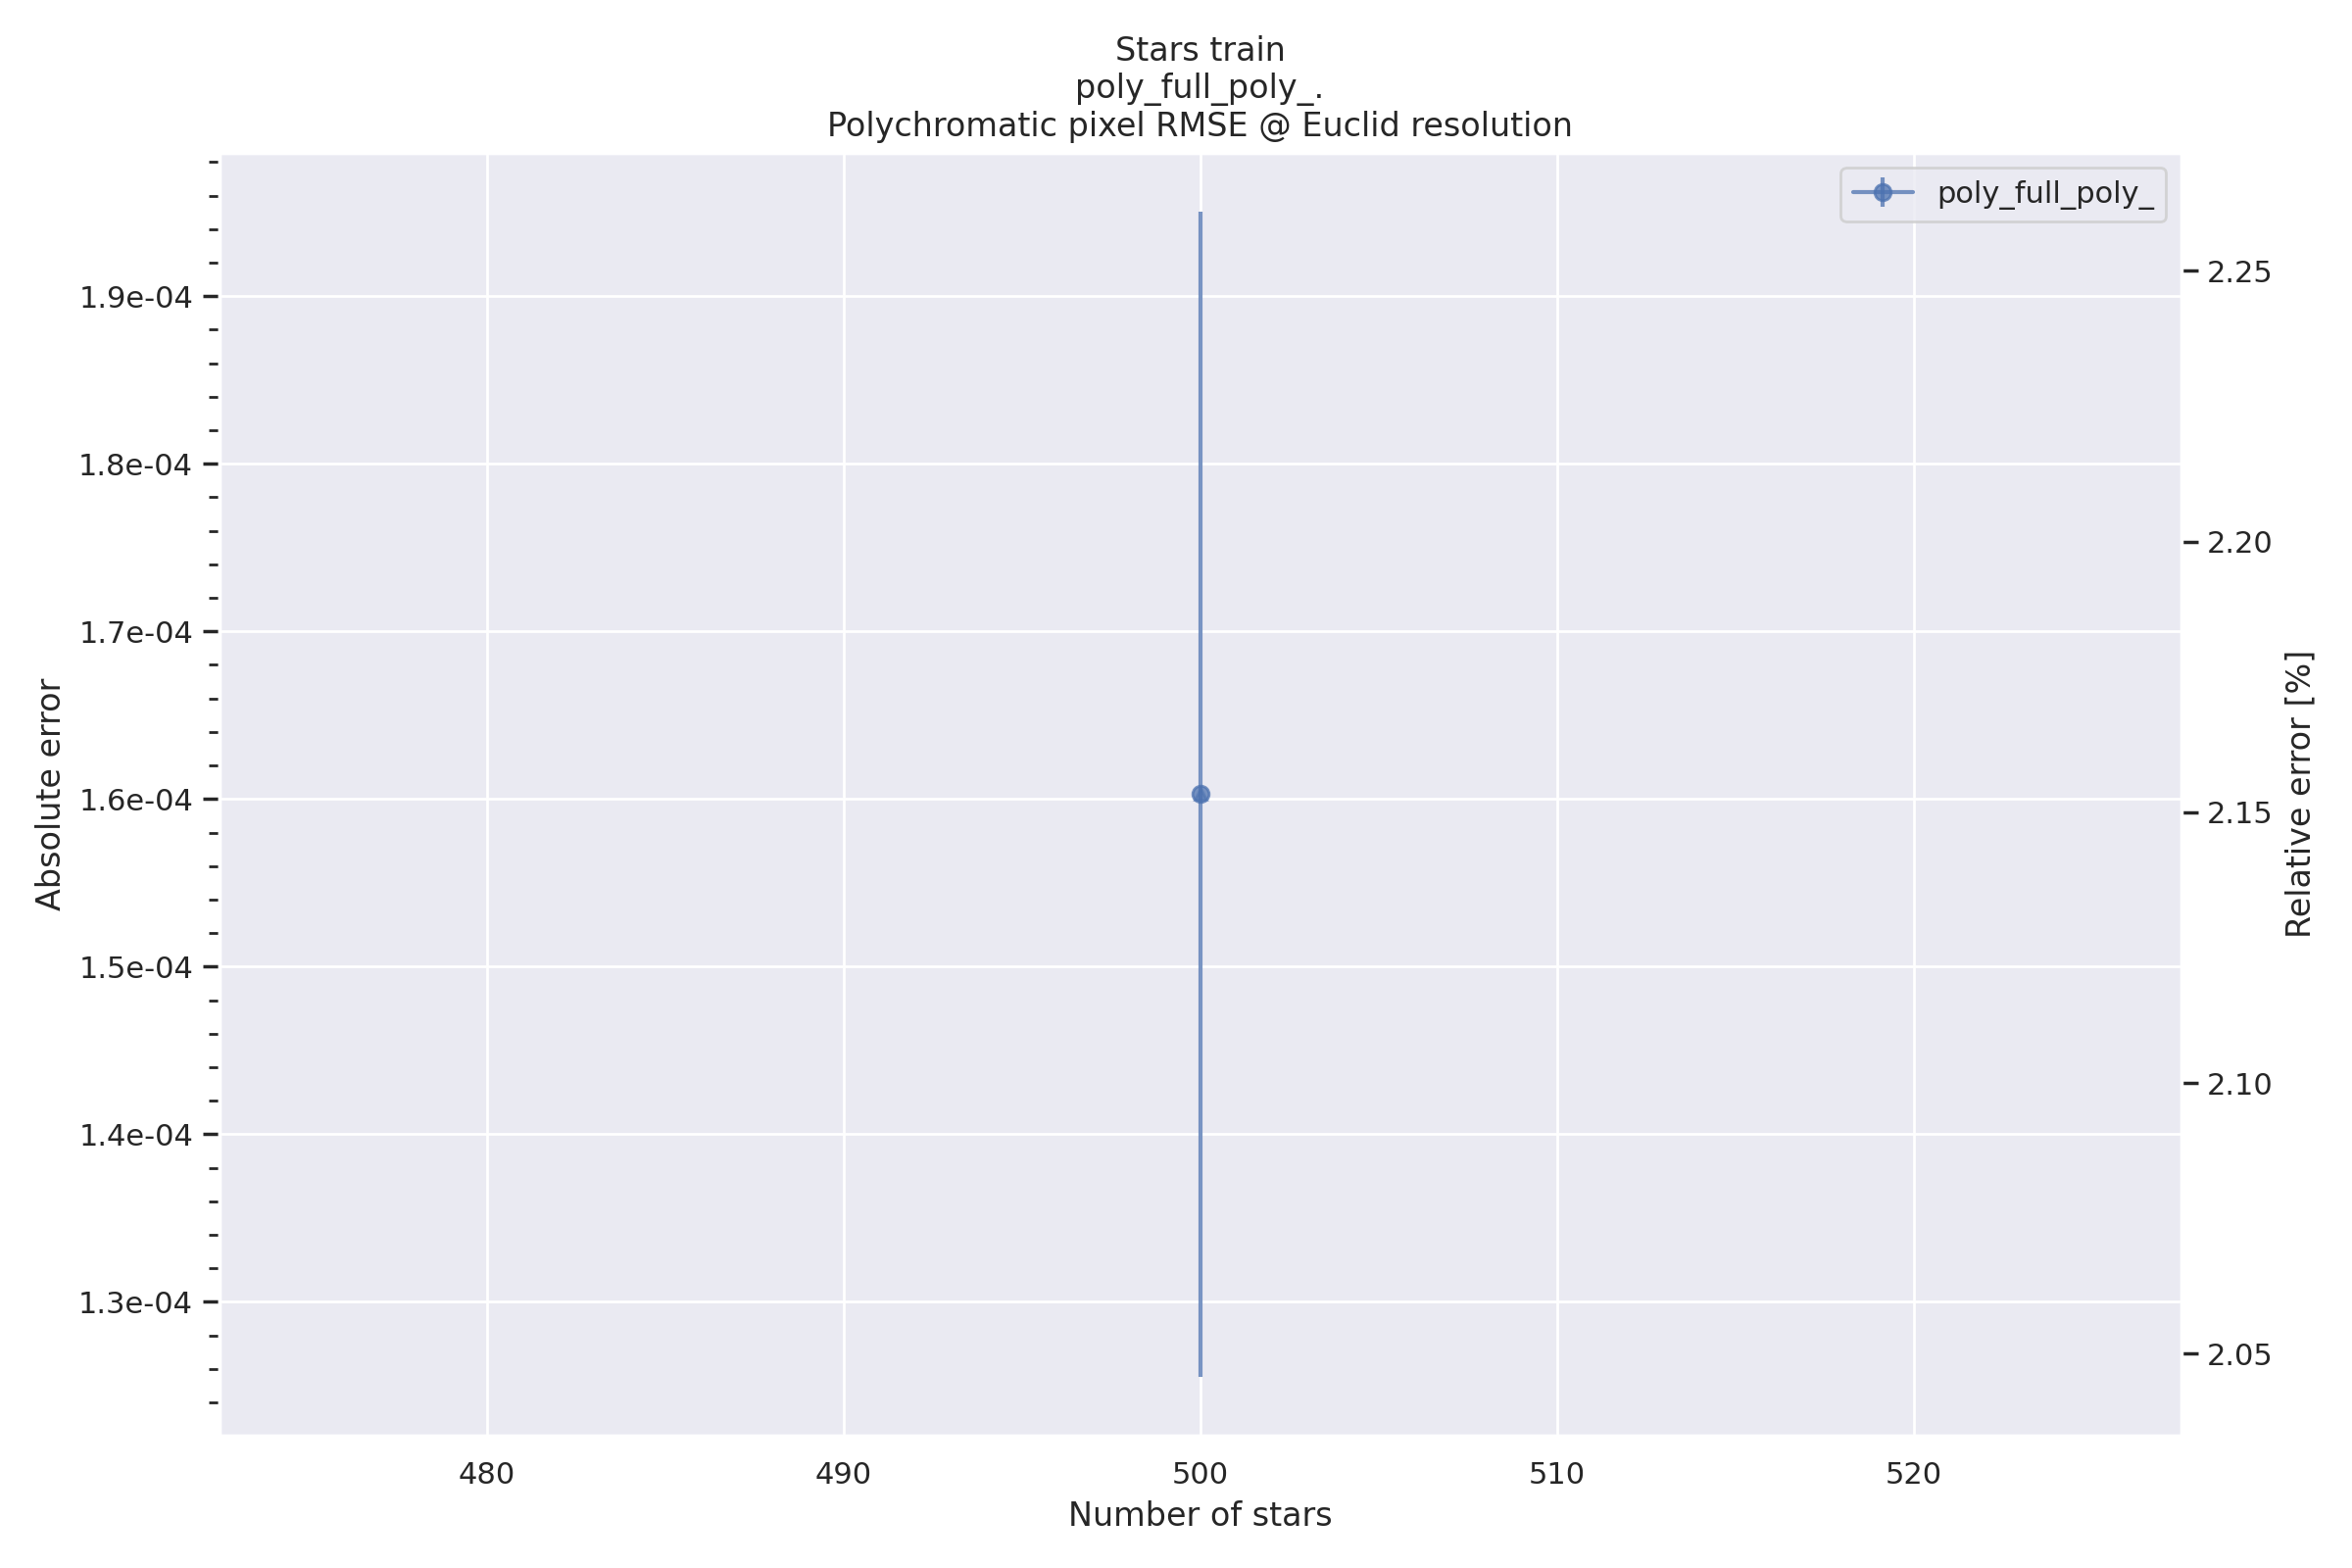 Stars train
poly_full_poly_.
Polychromatic pixel RMSE @ Euclid resolution
poly_full_poly_
1.9e-04
1.8e-04
1.7e-04
1.6e-04
1.5e-04
1.4e-04
1.3e-04
Absolute error
2.25
2.20
2.15
2.10
2.05
Relative error [%]
480
490
500
510
520
Number of stars